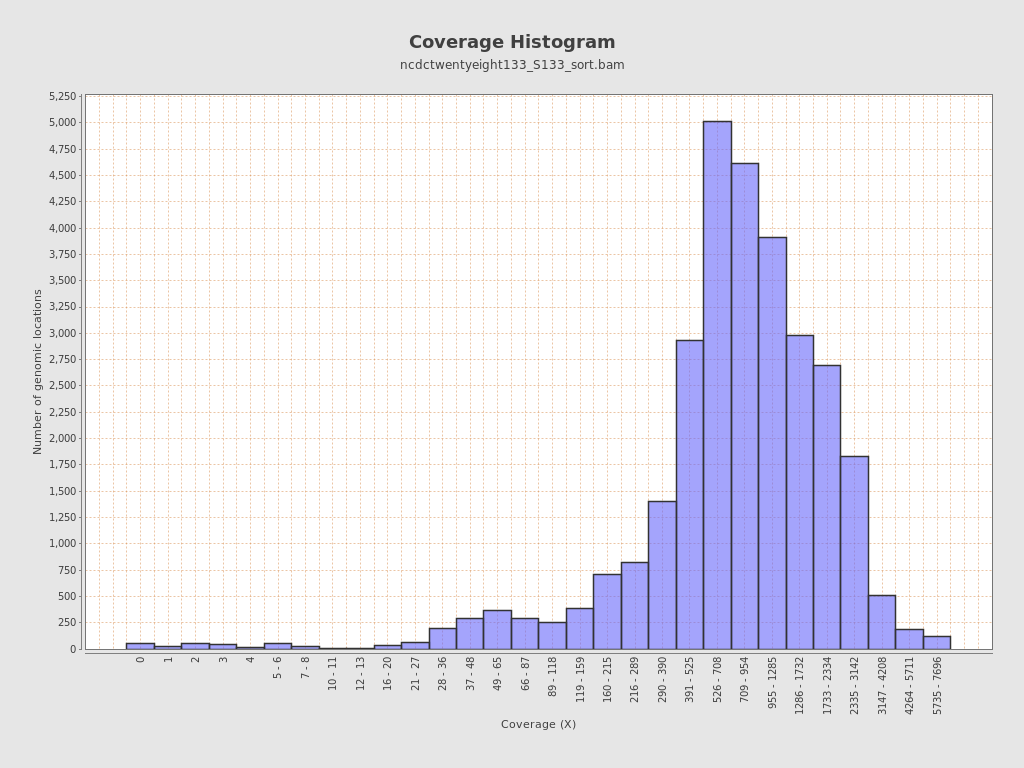 Coverage Histogram
ncdctwentyeight133_S133_sort.bam
5,250
5,000
4,750
4,500
4,250
4,000
3,750
3,500
3,250
3,000
2,750
2,500
2,250
2,000
1,750
1,500
1,250
1,000
750
500
250
0
Number of genomic locations
0
1
2
3
4
5 - 6
7 - 8
10 - 11
12 - 13
16 - 20
21 - 27
28 - 36
37 - 48
49 - 65
66 - 87
89 - 118
119 - 159
160 - 215
216 - 289
290 - 390
391 - 525
526 - 708
709 - 954
955 - 1285
1286 - 1732
1733 - 2334
2335 - 3142
3147 - 4208
4264 - 5711
5735 - 7696
Coverage (X)